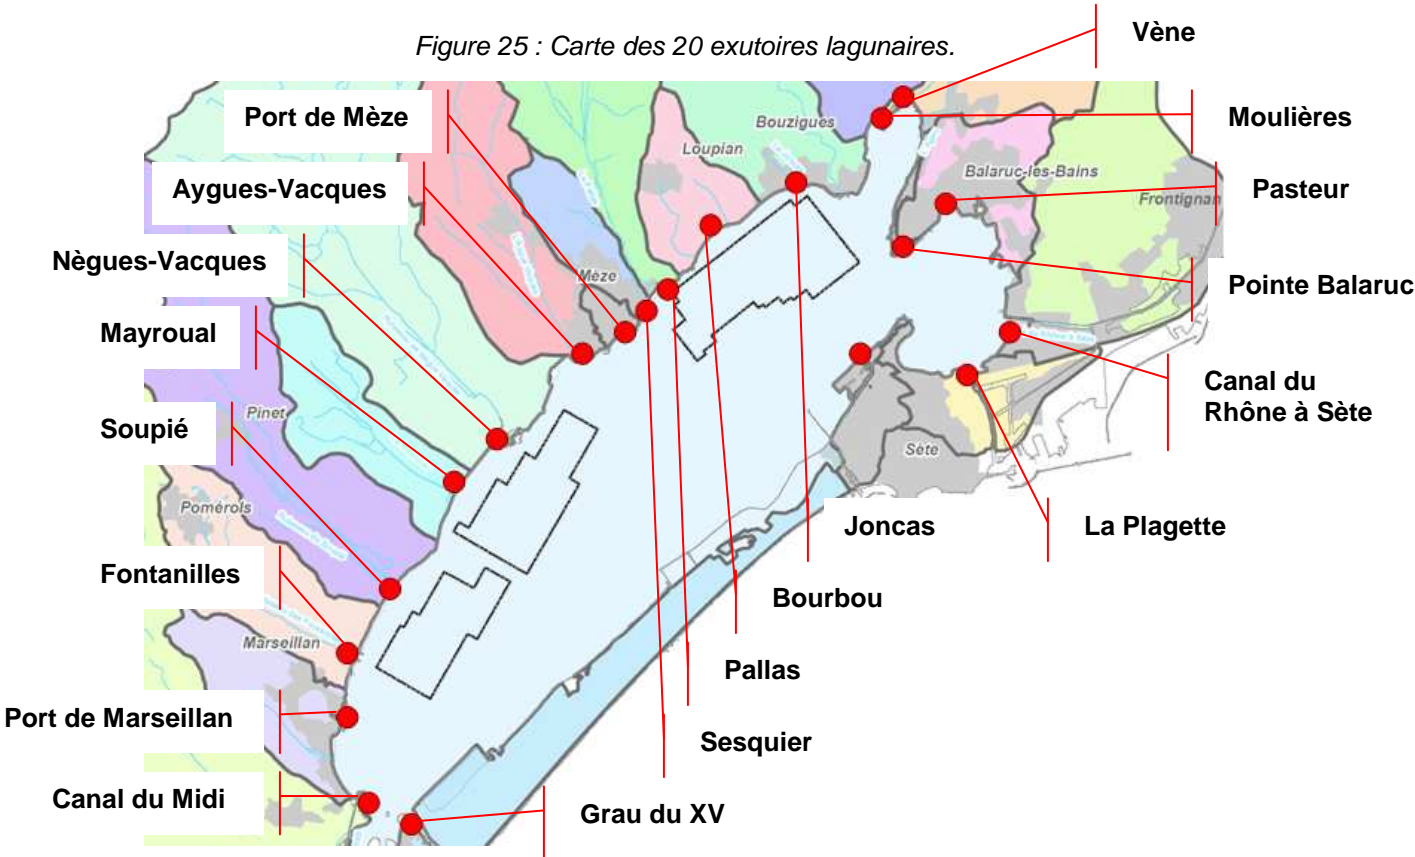 Figure 25 : Carte des 20 exutoires lagunaires.
Vène
Port de Mèze
Bouzigues
Moulières
Loupian
Aygues-Vacques
Balaruc-les-Bains
Pasteur
Frontignan
Nègues-Vacques
Mèze
Pointe Balaruc
Mayroual
Canal du
Rhône à Sète
Pinet
Soupié
Sète
Pomérols
Joncas
La Plagette
Fontanilles
Bourbou
Marseillan
Pallas
Port de Marseillan
Sesquier
Canal du Midi
Grau du XV